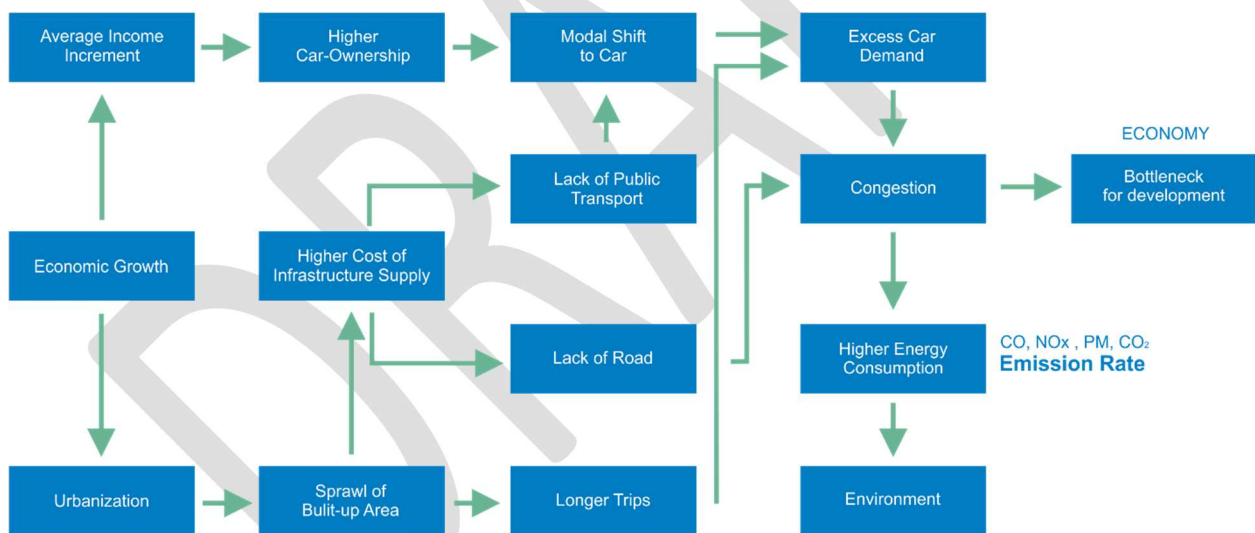 Average Income
Increment
Higher
Car-Ownership
Modal Shift
to Car
Excess Car
Demand
ECONOMY
Lack of Public
Transport
Congestion
Bottleneck
for development
Economic Growth
Higher Cost of
Infrastructure Supply
Lack of Road
Higher Energy
Consumption
CO, NOx , PM, CO₂
Emission Rate
Urbanization
Sprawl of
Bulit-up Area
Longer Trips
Environment
DRA